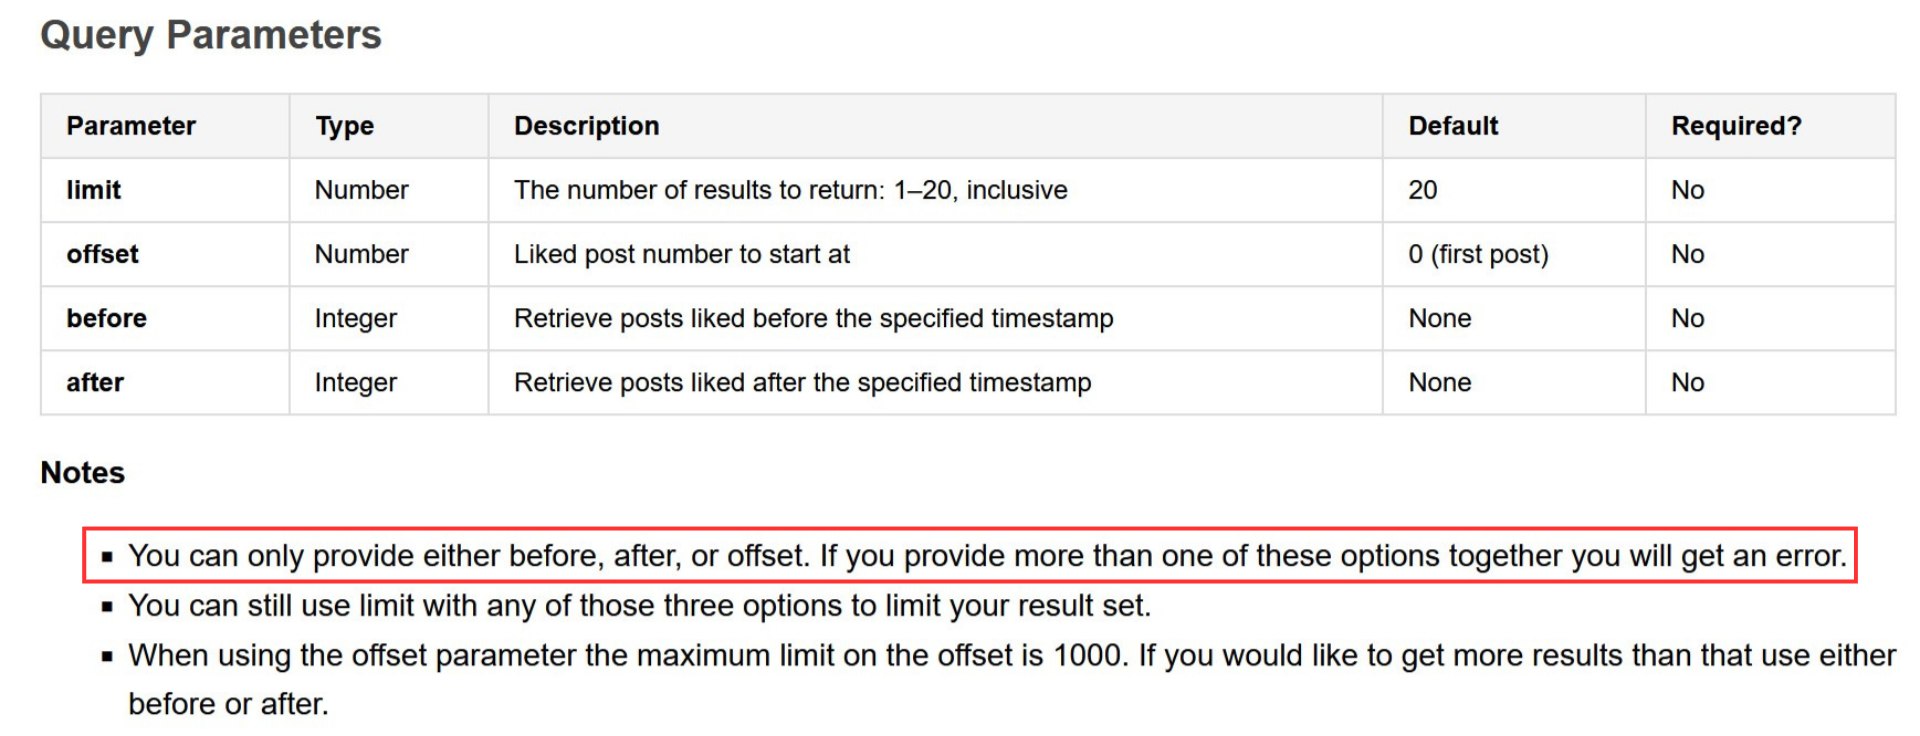 Query Parameters
Parameter Type Description Default Required?
limit Number The number of results to return: 1–20, inclusive 20 No
offset Number Liked post number to start at 0 (first post) No
before Integer Retrieve posts liked before the specified timestamp None No
after Integer Retrieve posts liked after the specified timestamp None No
Notes
▪ You can only provide either before, after, or offset. If you provide more than one of these options together you will get an error.
▪ You can still use limit with any of those three options to limit your result set.
▪ When using the offset parameter the maximum limit on the offset is 1000. If you would like to get more results than that use either
before or after.